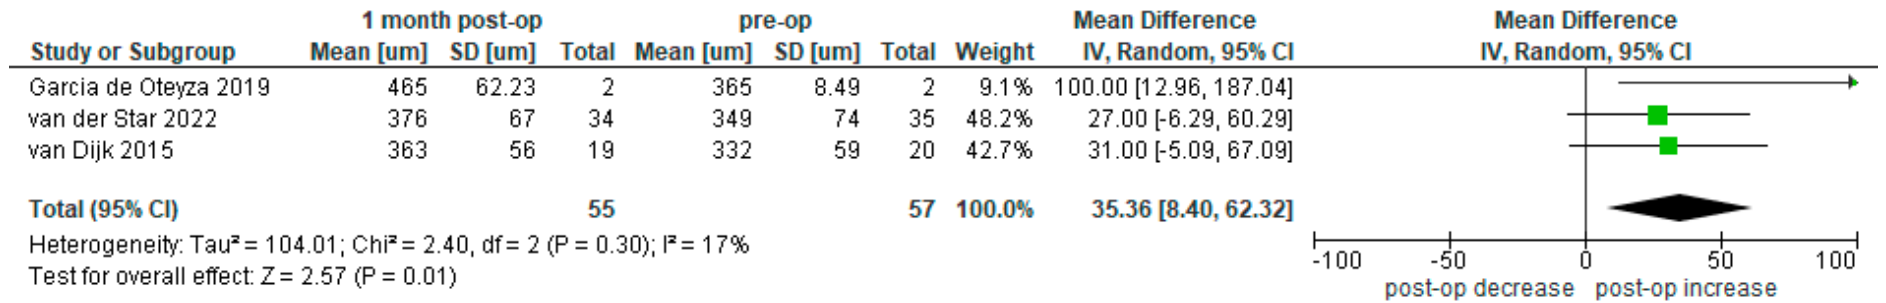 1 month post-op pre-op Mean Difference Mean Difference
Study or Subgroup Mean [um] SD [um] Total Mean [um] SD [um] Total Weight IV, Random, 95% CI IV, Random, 95% CI
Garcia de Oteyza 2019 465 62.23 2 365 8.49 2 9.1% 100.00 [12.96, 187.04]
van der Star 2022 376 67 34 349 74 35 48.2% 27.00 [-6.29, 60.29]
van Dijk 2015 363 56 19 332 59 20 42.7% 31.00 [-5.09, 67.09]
Total (95% CI) 55 57 100.0% 35.36 [8.40, 62.32]
Heterogeneity: Tau² = 104.01; Chi² = 2.40, df = 2 (P = 0.30); I² = 17%
Test for overall effect: Z = 2.57 (P = 0.01)
-100 -50 0 50 100
post-op decrease post-op increase